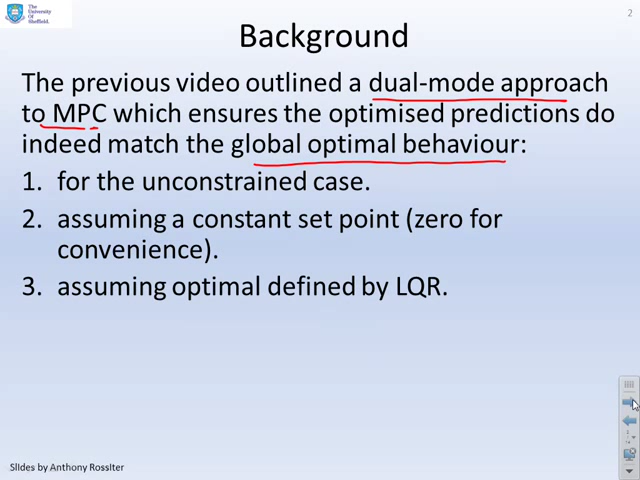 The
University
Of
Sheffield.
2
Background
The previous video outlined a dual-mode approach
to MPC which ensures the optimised predictions do
indeed match the global optimal behaviour:
1. for the unconstrained case.
2. assuming a constant set point (zero for
convenience).
3. assuming optimal defined by LQR.
Slides by Anthony Rossiter